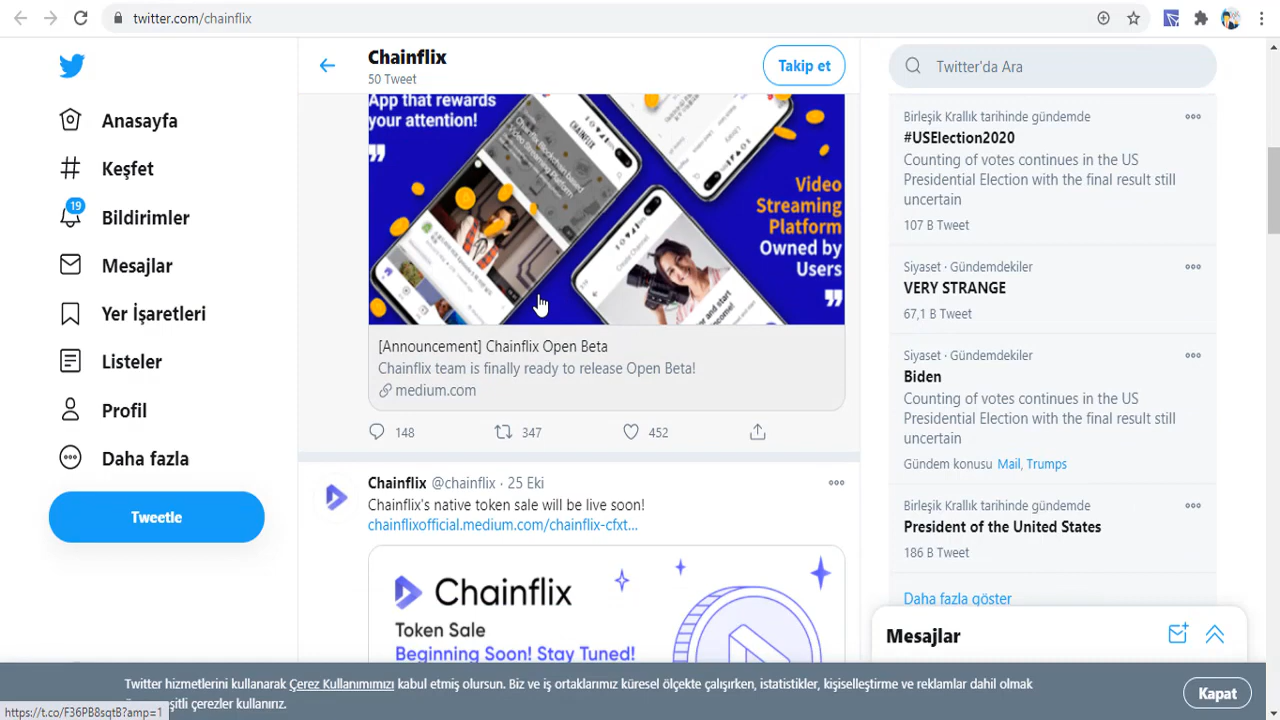 twitter.com/chainflix
Chainflix
50 Tweet
Takip et
Twitter'da Ara
Anasayfa
Keşfet
19
Bildirimler
Mesajlar
Yer İşaretleri
Listeler
Profil
Daha fazla
Tweetle
App that rewards
your attention!
Video
Streaming
Platform
Owned by
Users
[Announcement] Chainflix Open Beta
Chainflix team is finally ready to release Open Beta!
medium.com
148
347
452
Chainflix @chainflix · 25 Eki
Chainflix's native token sale will be live soon!
chainflixofficial.medium.com/chainflix-cfxt...
Chainflix
Token Sale
Beginning Soon! Stay Tuned!
Birleşik Krallık tarihinde gündemde
#USElection2020
Counting of votes continues in the US
Presidential Election with the final result still
uncertain
107 B Tweet
Siyaset · Gündemdekiler
VERY STRANGE
67,1 B Tweet
Siyaset · Gündemdekiler
Biden
Counting of votes continues in the US
Presidential Election with the final result still
uncertain
Gündem konusu Mail, Trumps
Birleşik Krallık tarihinde gündemde
President of the United States
186 B Tweet
Daha fazla göster
Mesajlar
Twitter hizmetlerini kullanarak Çerez Kullanımımızı kabul etmiş olursun. Biz ve iş ortaklarımız küresel ölçekte çalışırken, istatistikler, kişiselleştirme ve reklamlar dahil olmak
çerezler kullanırız.
Kapat
https://t.co/F36PB8sqtB?amp=1